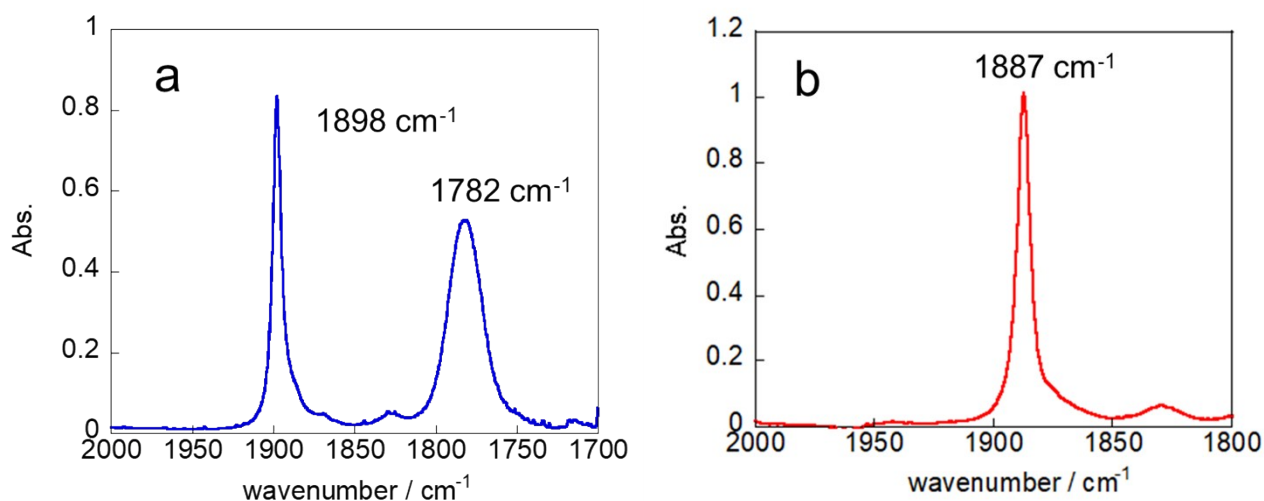 a
1898 cm-1
1782 cm-1
Abs.
1
0.8
0.6
0.4
0.2
0
2000 1950 1900 1850 1800 1750 1700
wavenumber / cm-1
b
1887 cm-1
Abs.
1.2
1
0.8
0.6
0.4
0.2
0
2000 1950 1900 1850 1800
wavenumber / cm-1